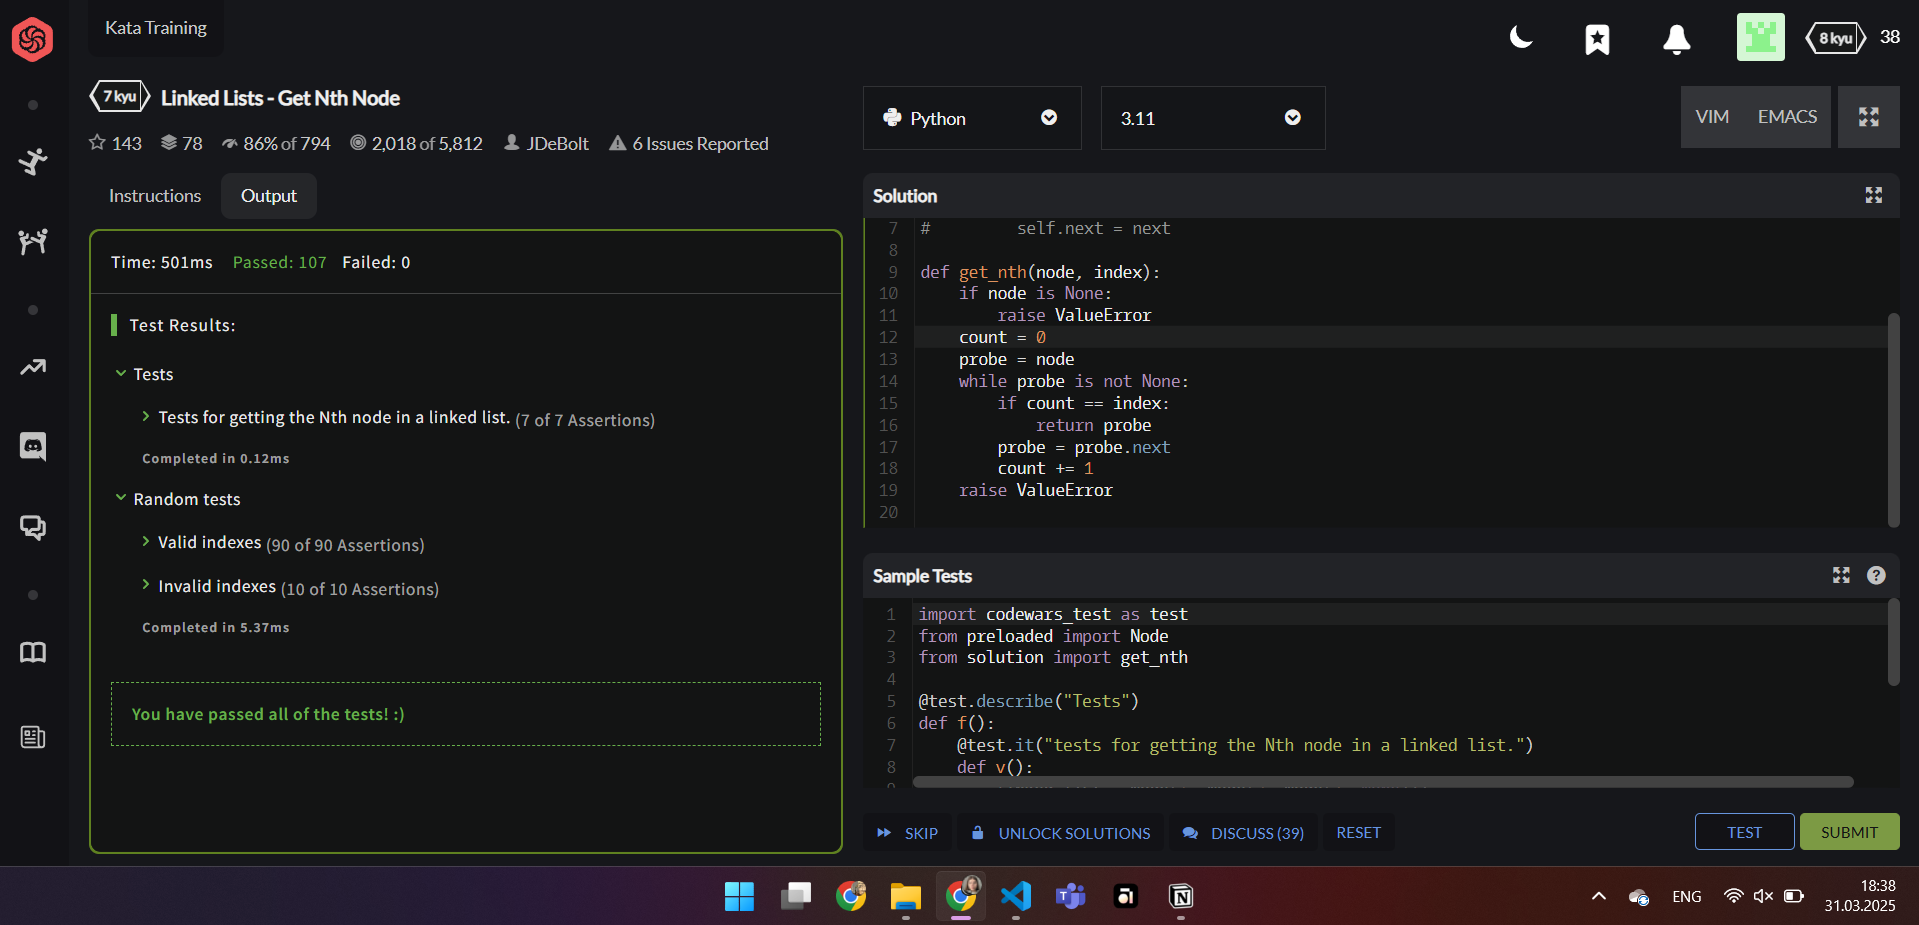 Kata Training
8 kyu
38
7 kyu
Linked Lists - Get Nth Node
143
78
86% of 794
2,018 of 5,812
JDeBolt
6 Issues Reported
Instructions
Output
Time: 501ms Passed: 107 Failed: 0
Test Results:
Tests
Tests for getting the Nth node in a linked list. (7 of 7 Assertions)
Completed in 0.12ms
Random tests
Valid indexes (90 of 90 Assertions)
Invalid indexes (10 of 10 Assertions)
Completed in 5.37ms
You have passed all of the tests! :)
Python
3.11
VIM
EMACS
Solution
7 #         self.next = next
8
9 def get_nth(node, index):
10     if node is None:
11         raise ValueError
12     count = 0
13     probe = node
14     while probe is not None:
15         if count == index:
16             return probe
17         probe = probe.next
18         count += 1
19     raise ValueError
20
Sample Tests
1 import codewars_test as test
2 from preloaded import Node
3 from solution import get_nth
4
5 @test.describe("Tests")
6 def f():
7     @test.it("tests for getting the Nth node in a linked list.")
8     def v():
SKIP
UNLOCK SOLUTIONS
DISCUSS (39)
RESET
TEST
SUBMIT
ENG
18:38
31.03.2025